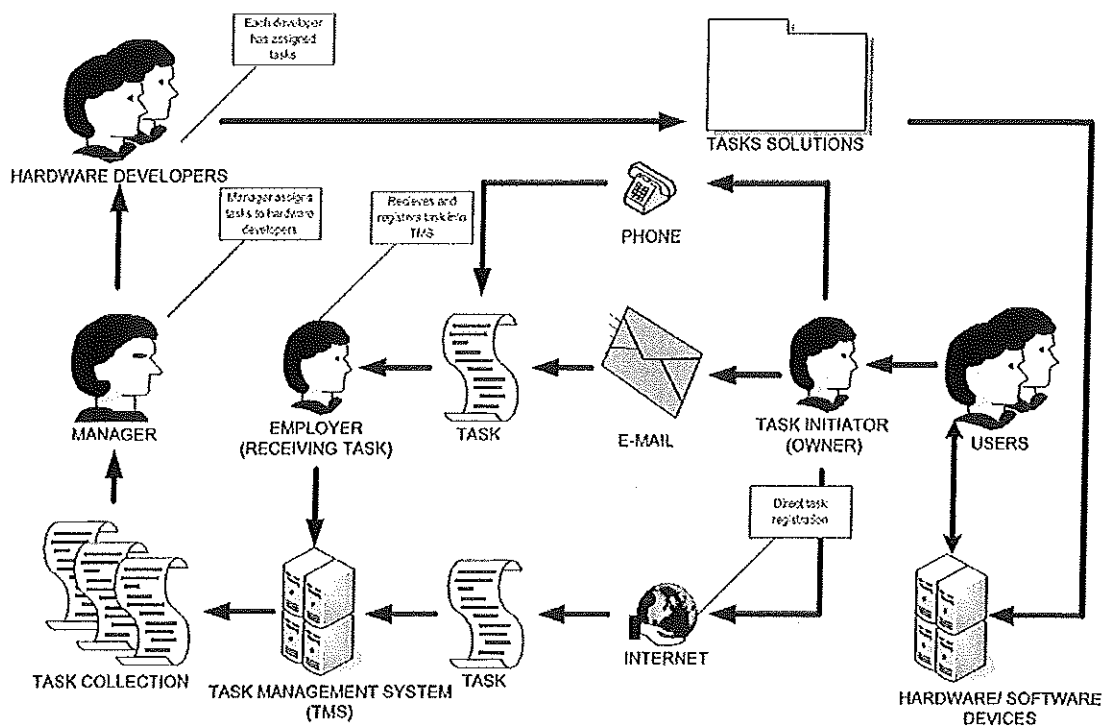 Each developer
has assigned
tasks
TASKS SOLUTIONS
HARDWARE DEVELOPERS
Manager assigns
tasks to hardware
developers
Recieves and
registers task into
TMS
PHONE
MANAGER
EMPLOYER
(RECEIVING TASK)
TASK
E-MAIL
TASK INITIATOR
(OWNER)
USERS
Direct task
registration
TASK COLLECTION
TASK MANAGEMENT SYSTEM
(TMS)
TASK
INTERNET
HARDWARE/ SOFTWARE
DEVICES